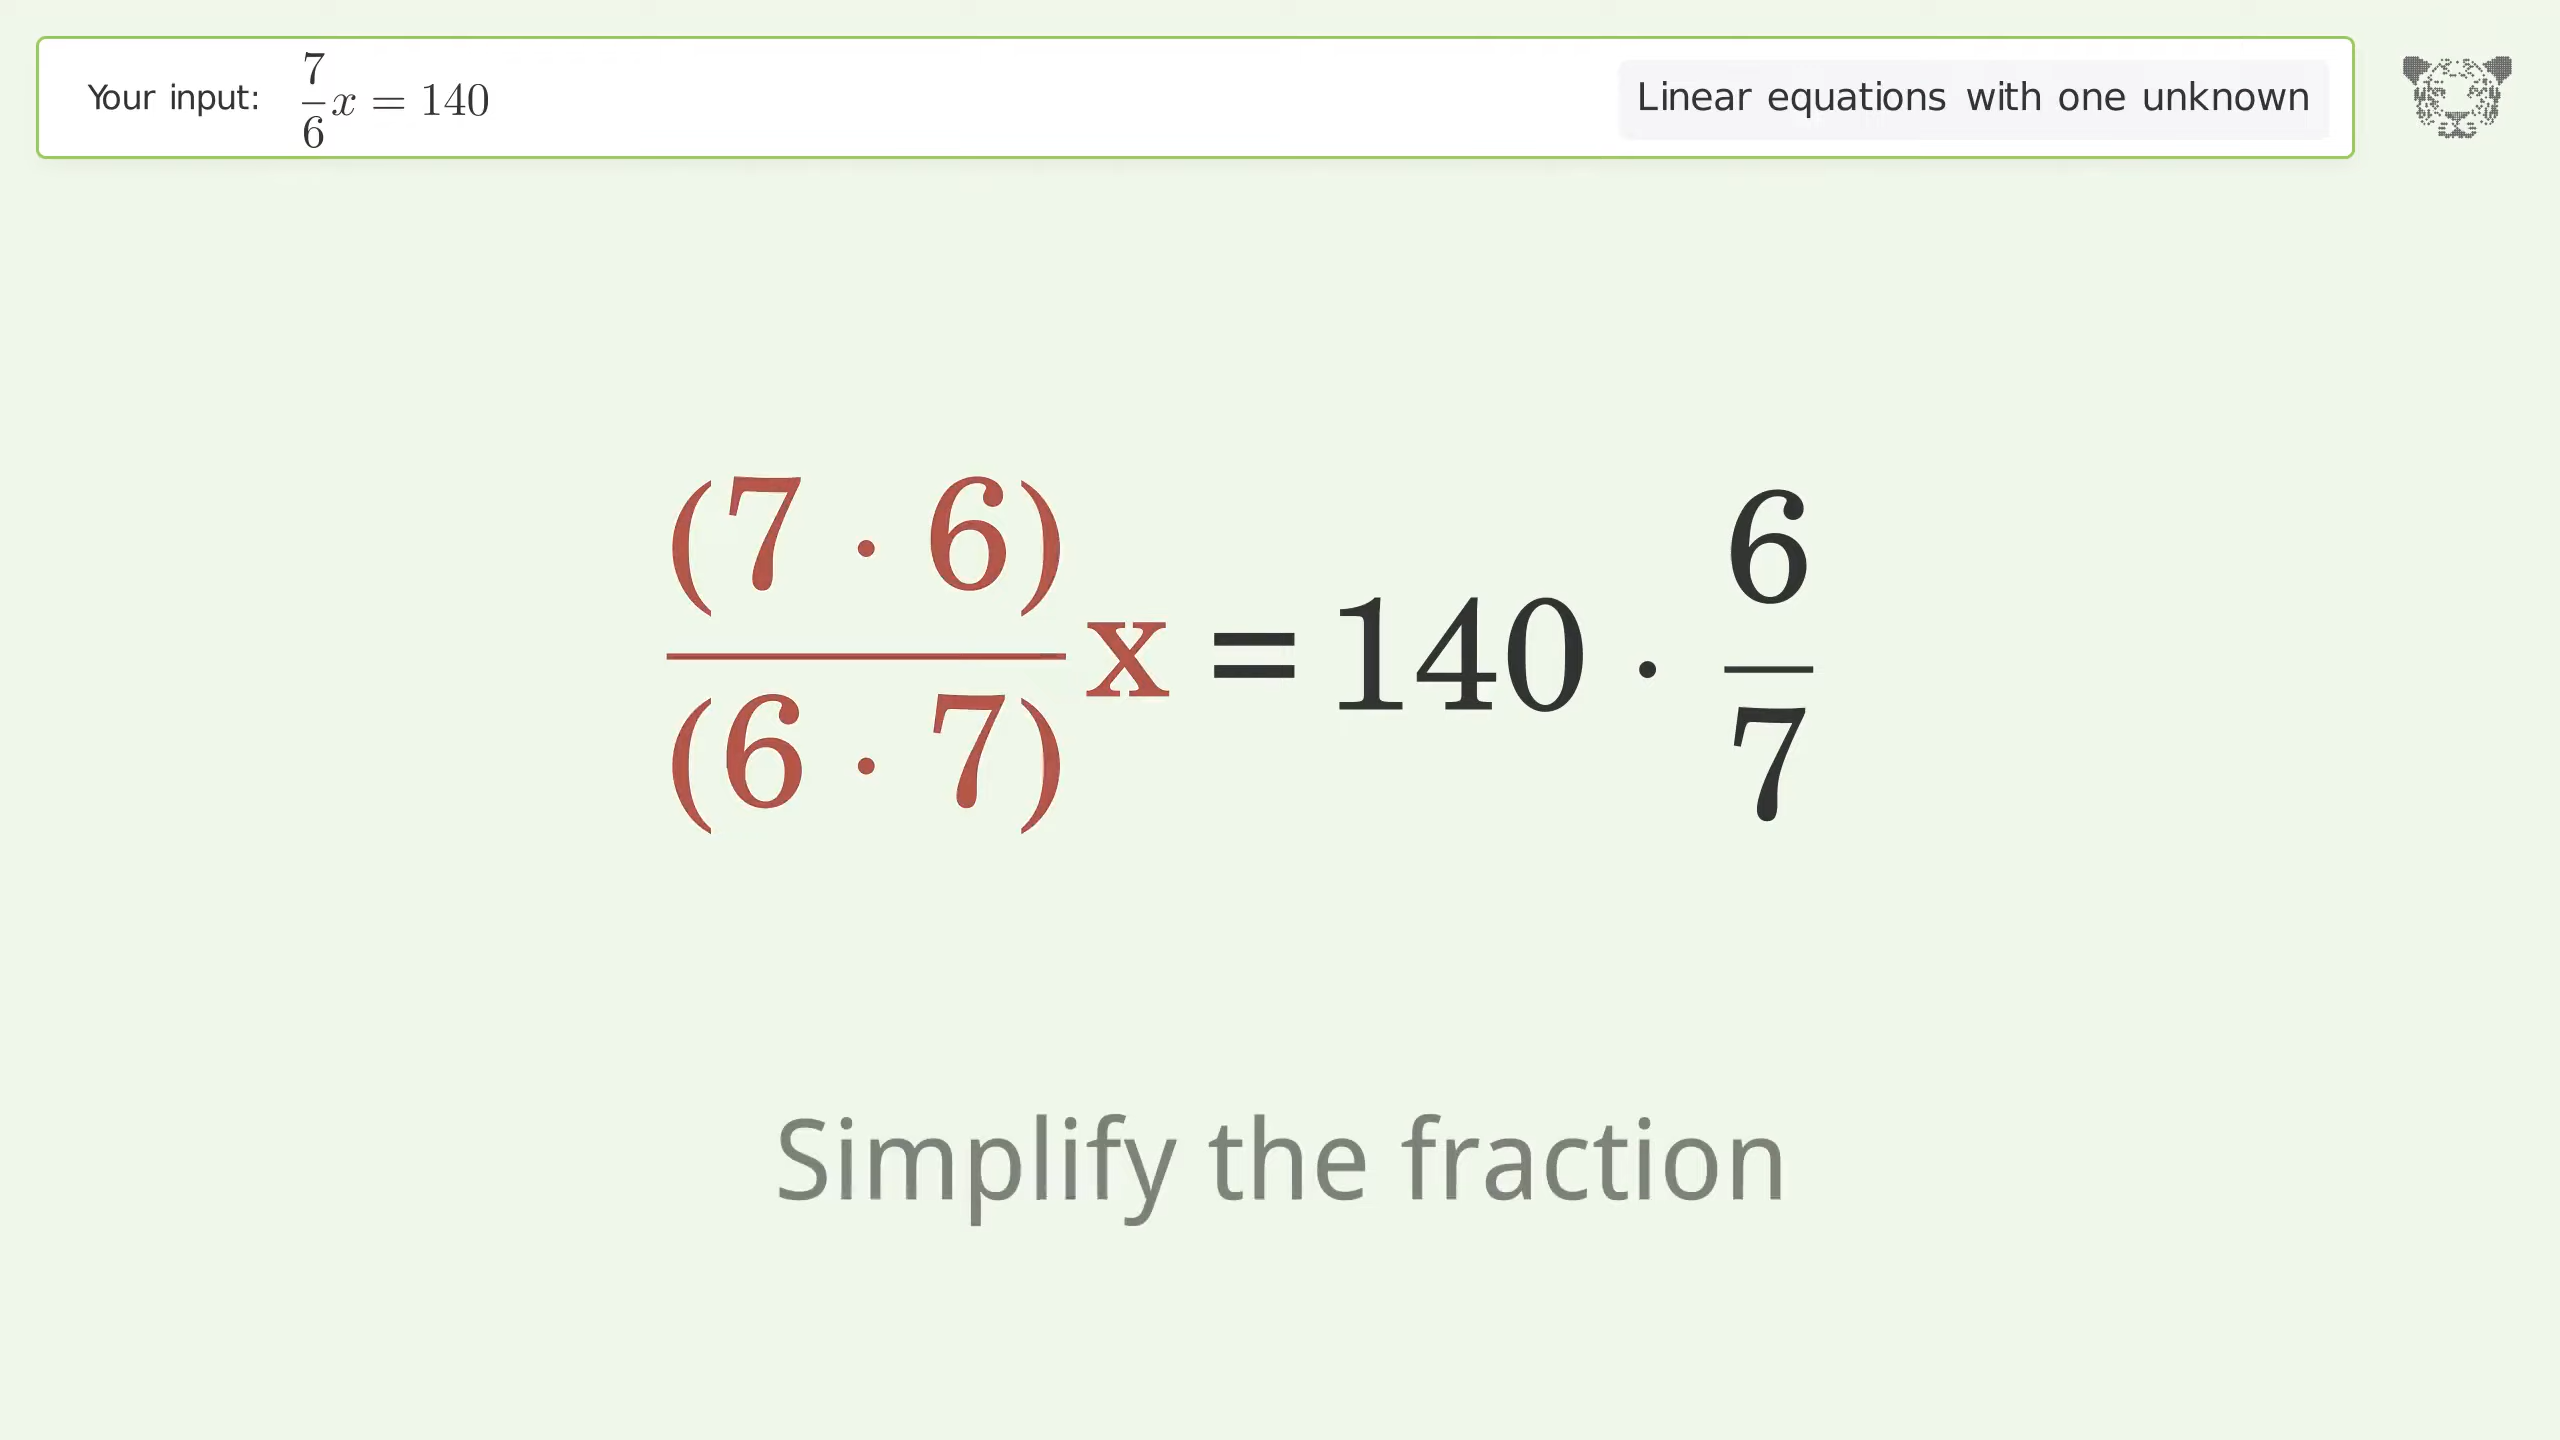 Your input: 7/6 x = 140
Linear equations with one unknown
(7 · 6)/(6 · 7) x = 140 · 6/7
Simplify the fraction